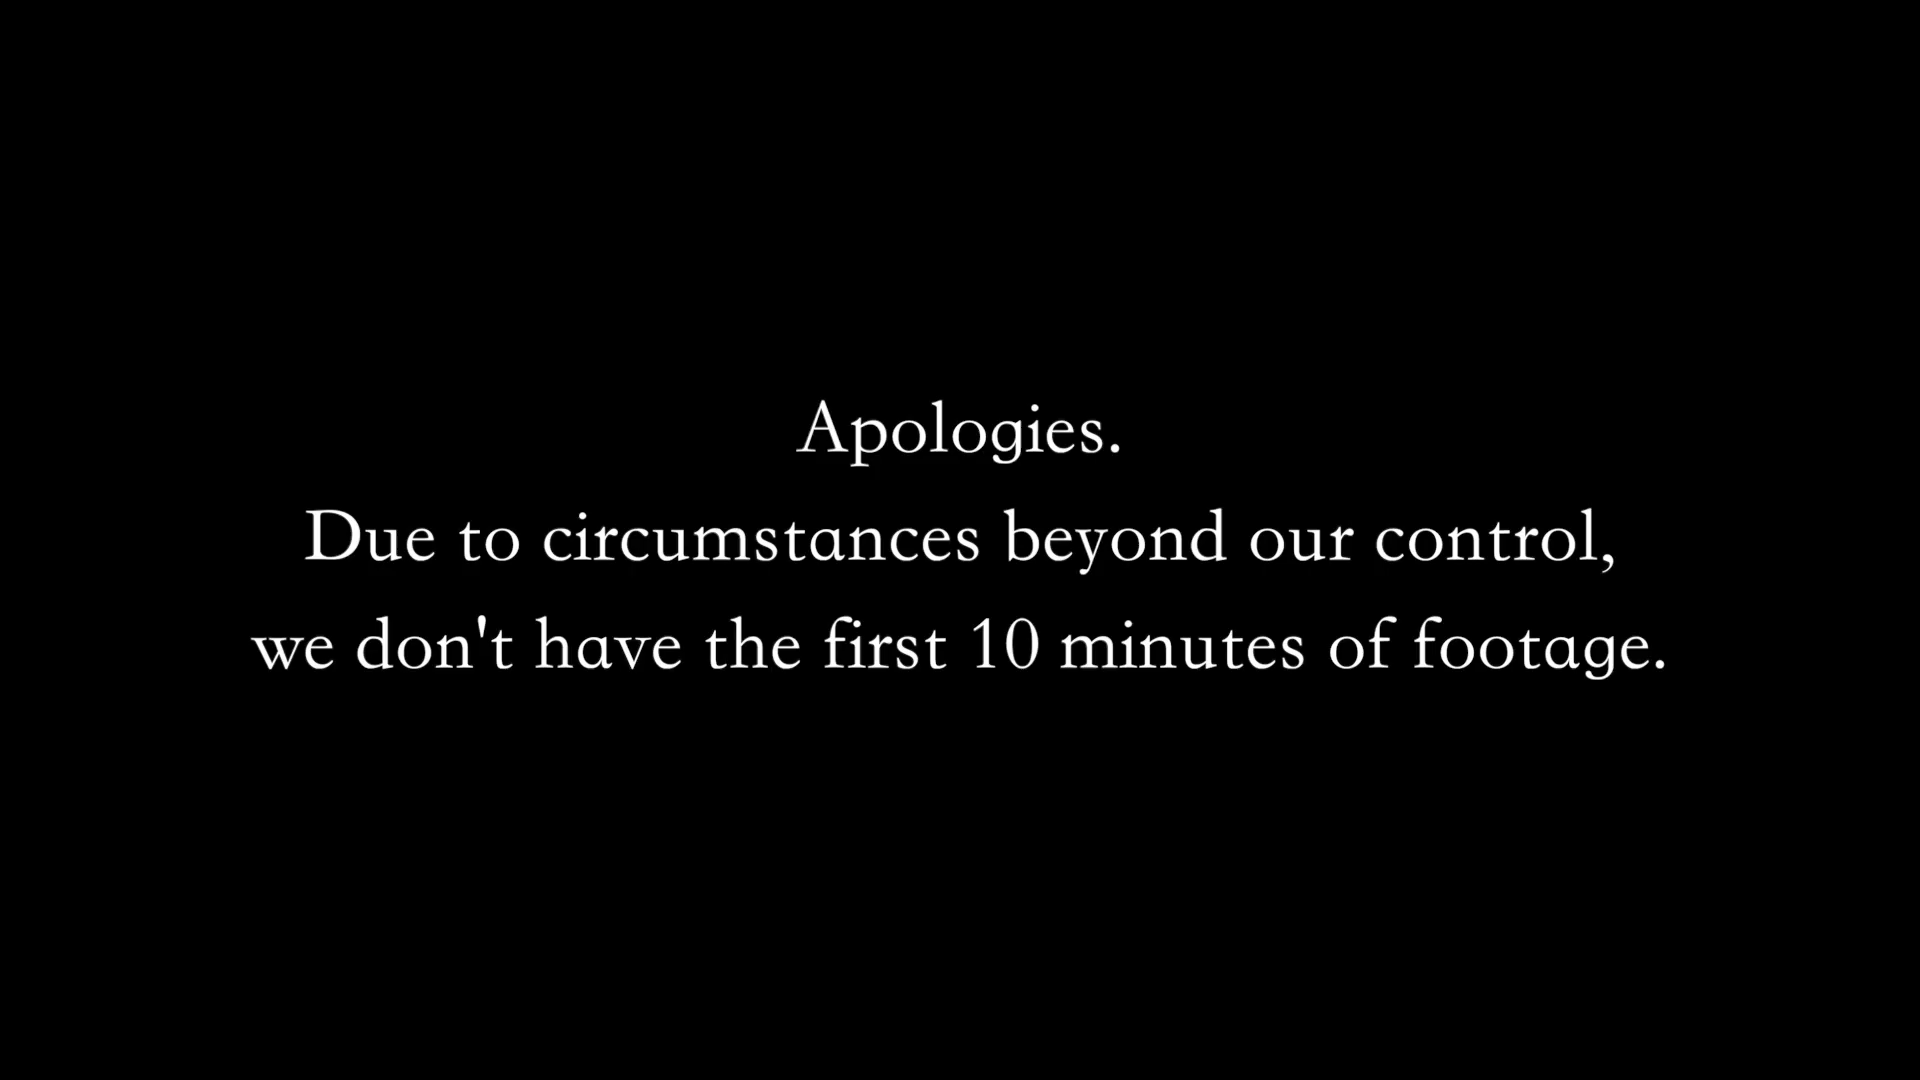 Apologies.
Due to circumstances beyond our control,
we don't have the first 10 minutes of footage.